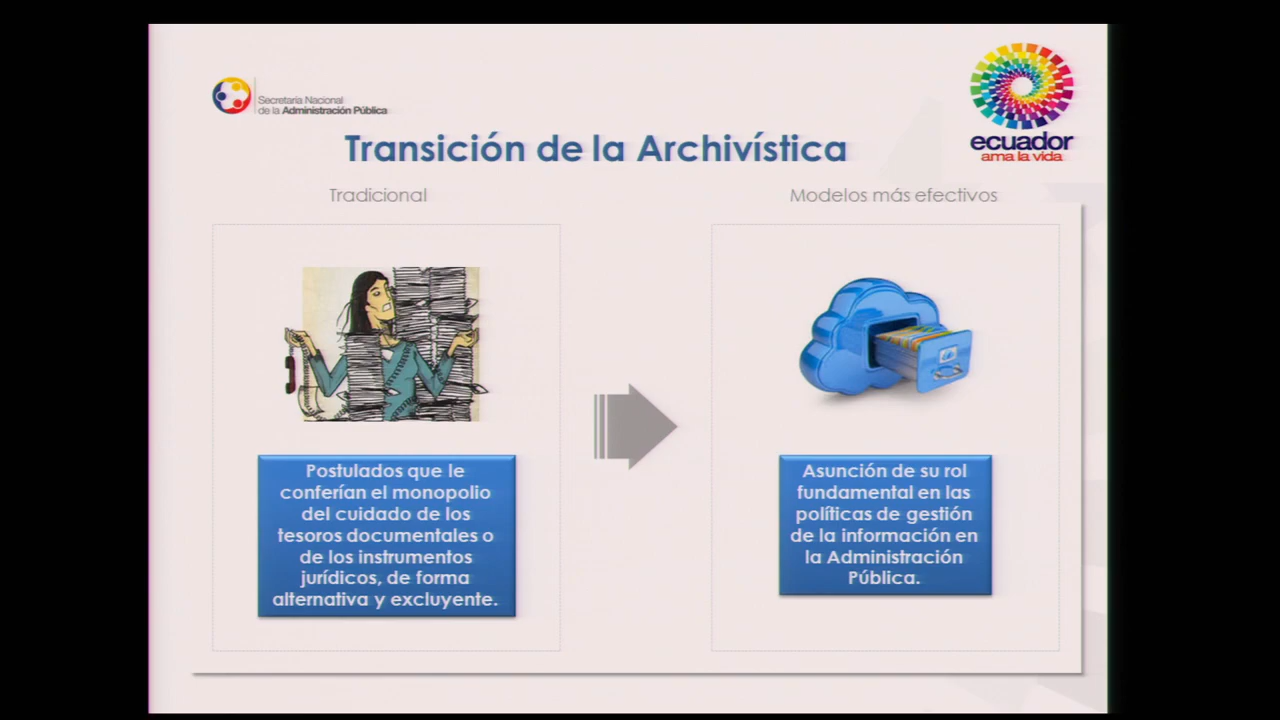 Secretaría Nacional
de la Administración Pública
ecuador
ama la vida
Transición de la Archivística
Tradicional
Modelos más efectivos
Postulados que le
conferían el monopolio
del cuidado de los
tesoros documentales o
de los instrumentos
jurídicos, de forma
alternativa y excluyente.
Asunción de su rol
fundamental en las
políticas de gestión
de la información en
la Administración
Pública.